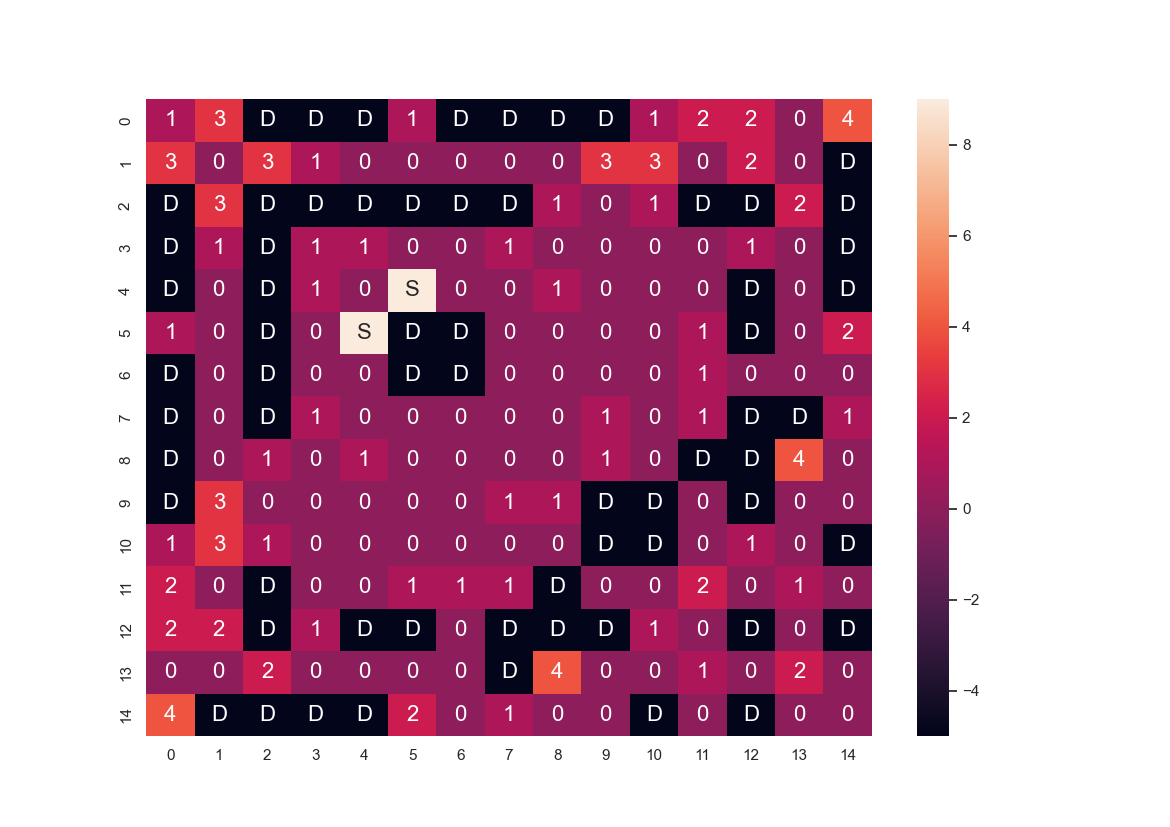 0 1 3 D D D 1 D D D D 1 2 2 0 4
1 3 0 3 1 0 0 0 0 0 3 3 0 2 0 D
2 D 3 D D D D D D 1 0 1 D D 2 D
3 D 1 D 1 1 0 0 1 0 0 0 0 1 0 D
4 D 0 D 1 0 S 0 0 1 0 0 0 D 0 D
5 1 0 D 0 S D D 0 0 0 0 1 D 0 2
6 D 0 D 0 0 D D 0 0 0 0 1 0 0 0
7 D 0 D 1 0 0 0 0 0 1 0 1 D D 1
8 D 0 1 0 1 0 0 0 0 1 0 D D 4 0
9 D 3 0 0 0 0 0 1 1 D D 0 D 0 0
10 1 3 1 0 0 0 0 0 0 D D 0 1 0 D
11 2 0 D 0 0 1 1 1 D 0 0 2 0 1 0
12 2 2 D 1 D D 0 D D D 1 0 D 0 D
13 0 0 2 0 0 0 0 D 4 0 0 1 0 2 0
14 4 D D D D 2 0 1 0 0 D 0 D 0 0
0 1 2 3 4 5 6 7 8 9 10 11 12 13 14
8
6
4
2
0
−2
−4